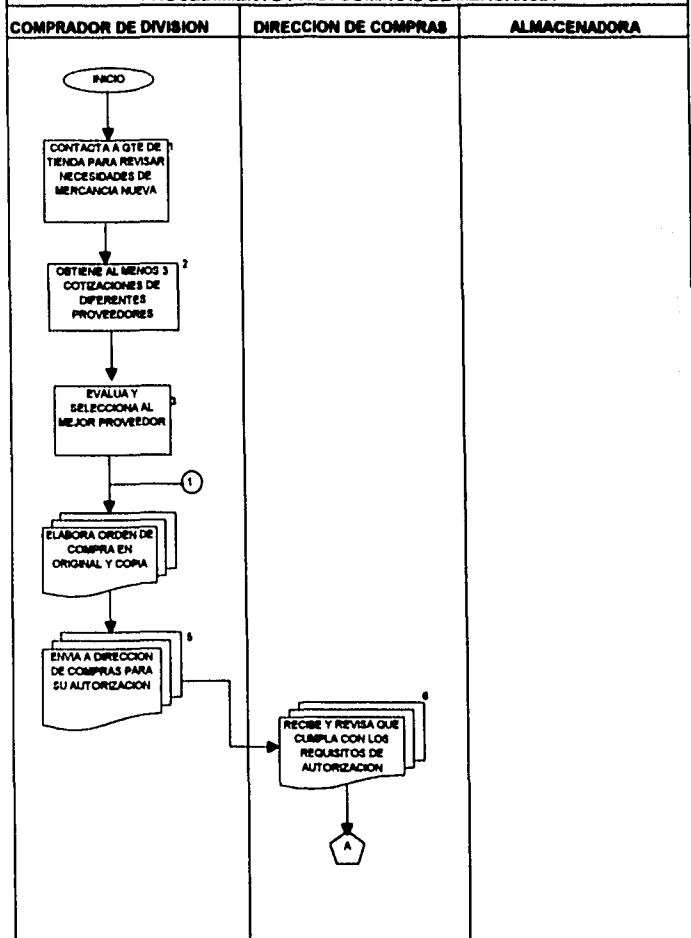 COMPRADOR DE DIVISION
DIRECCION DE COMPRAS
ALMACENADORA
INICIO
CONTACTA A GTE DE 1
TIENDA PARA REVISAR
NECESIDADES DE
MERCANCIA NUEVA
OBTIENE AL MENOS 3 2
COTIZACIONES DE
DIFERENTES
PROVEEDORES
EVALUA Y
SELECCIONA AL 3
MEJOR PROVEEDOR
1
ELABORA ORDEN DE
COMPRA EN
ORIGINAL Y COPIA
5
ENVIA A DIRECCION
DE COMPRAS PARA
SU AUTORIZACION
6
RECIBE Y REVISA QUE
CUMPLA CON LOS
REQUISITOS DE
AUTORIZACION
A